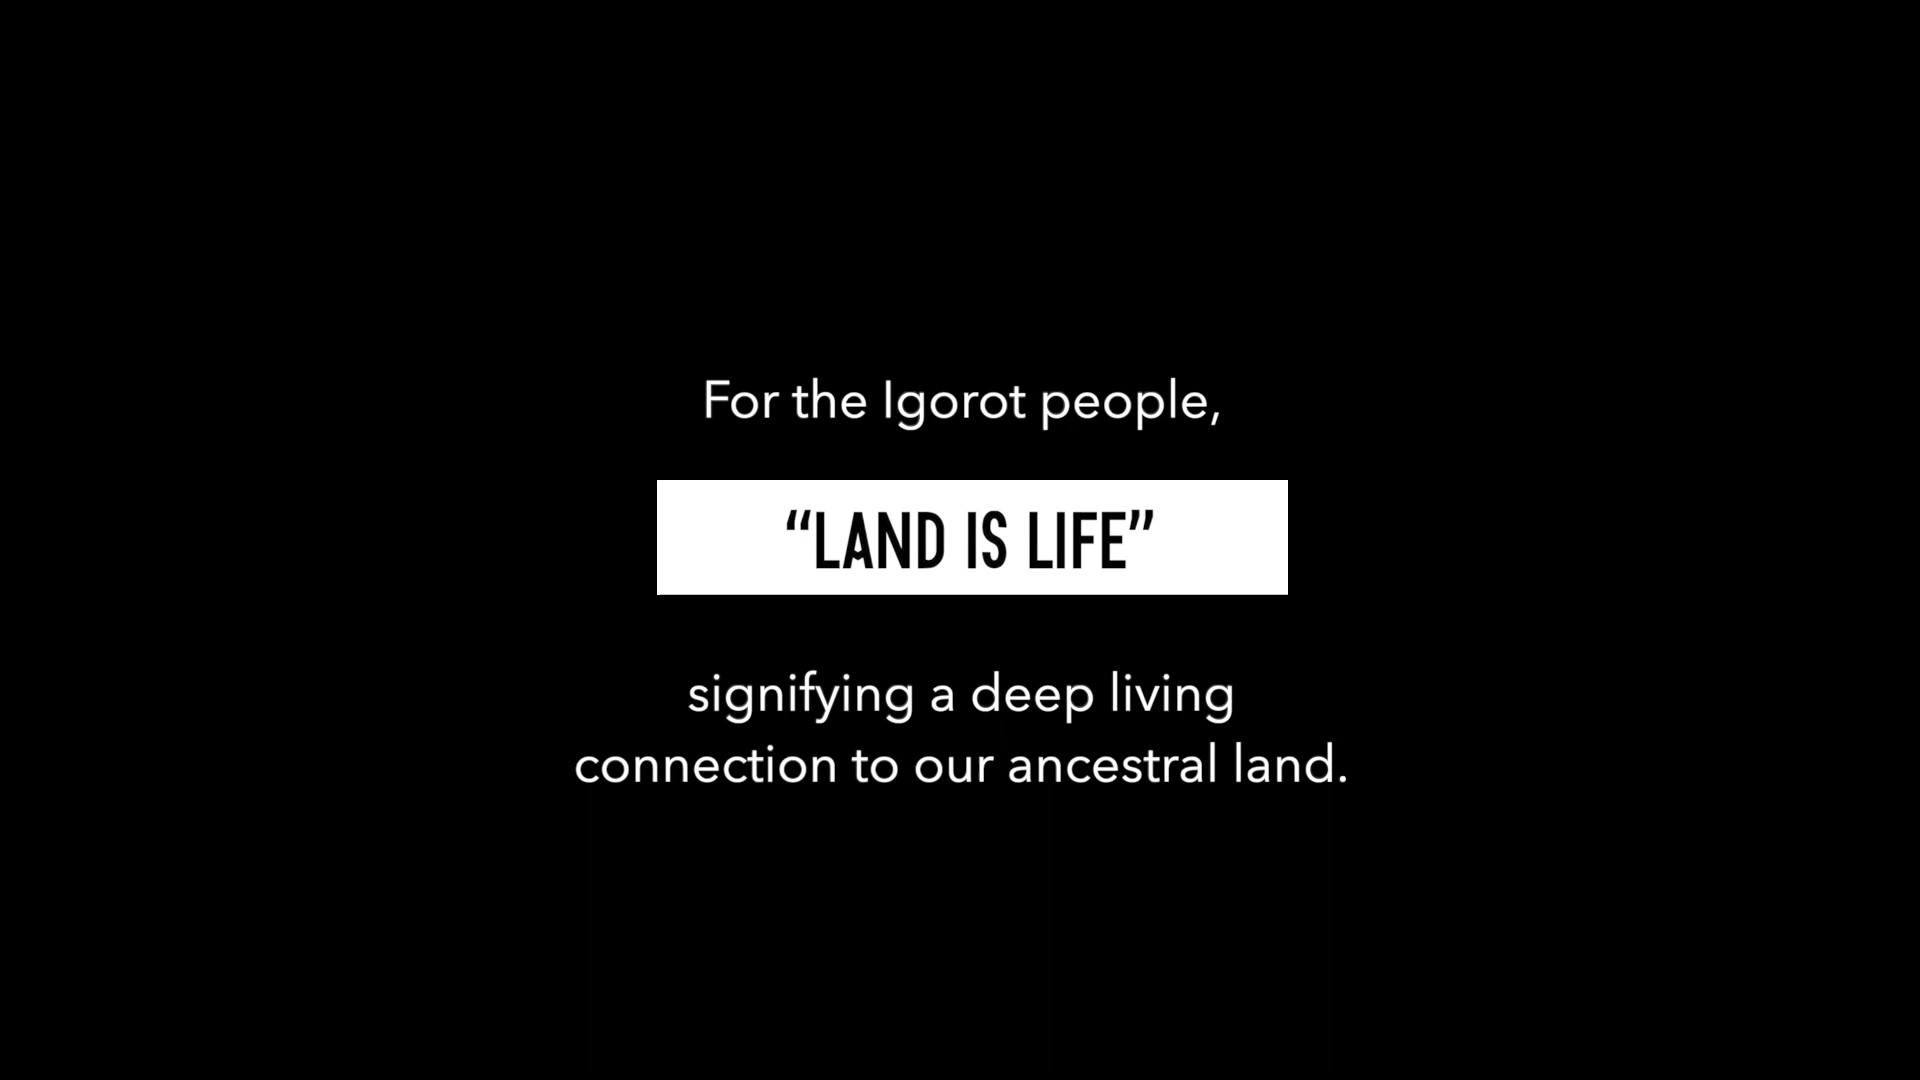 For the Igorot people,
“LAND IS LIFE”
signifying a deep living
connection to our ancestral land.